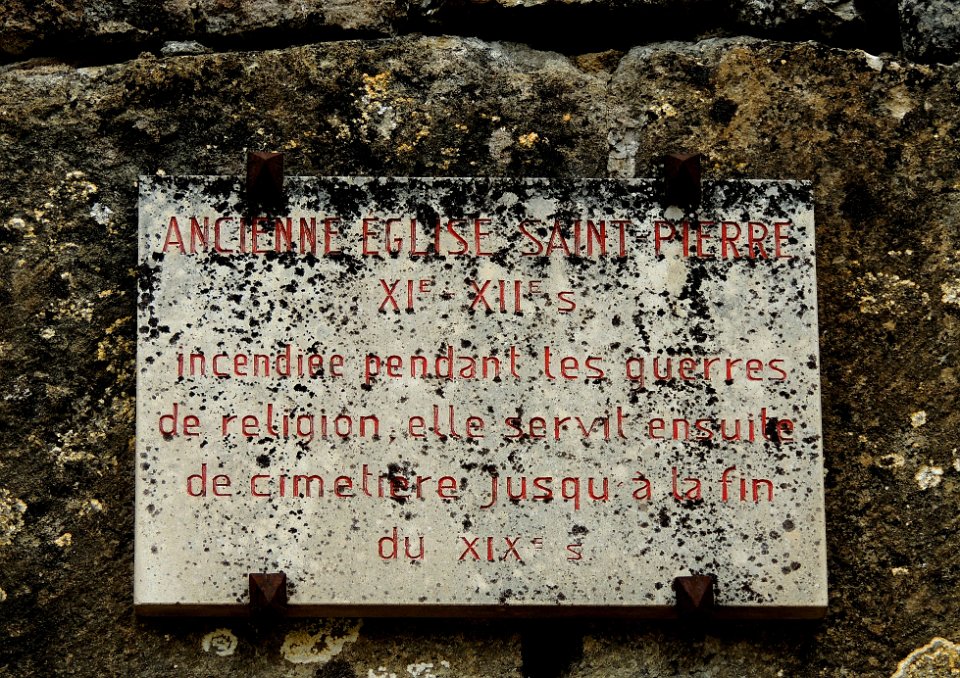 ANCIENNE EGLISE SAINT-PIERRE
XIᴱ - XIIᴱ s
incendiée pendant les guerres
de religion, elle servit ensuite
de cimetière jusqu'à la fin
du XIXᴱ s